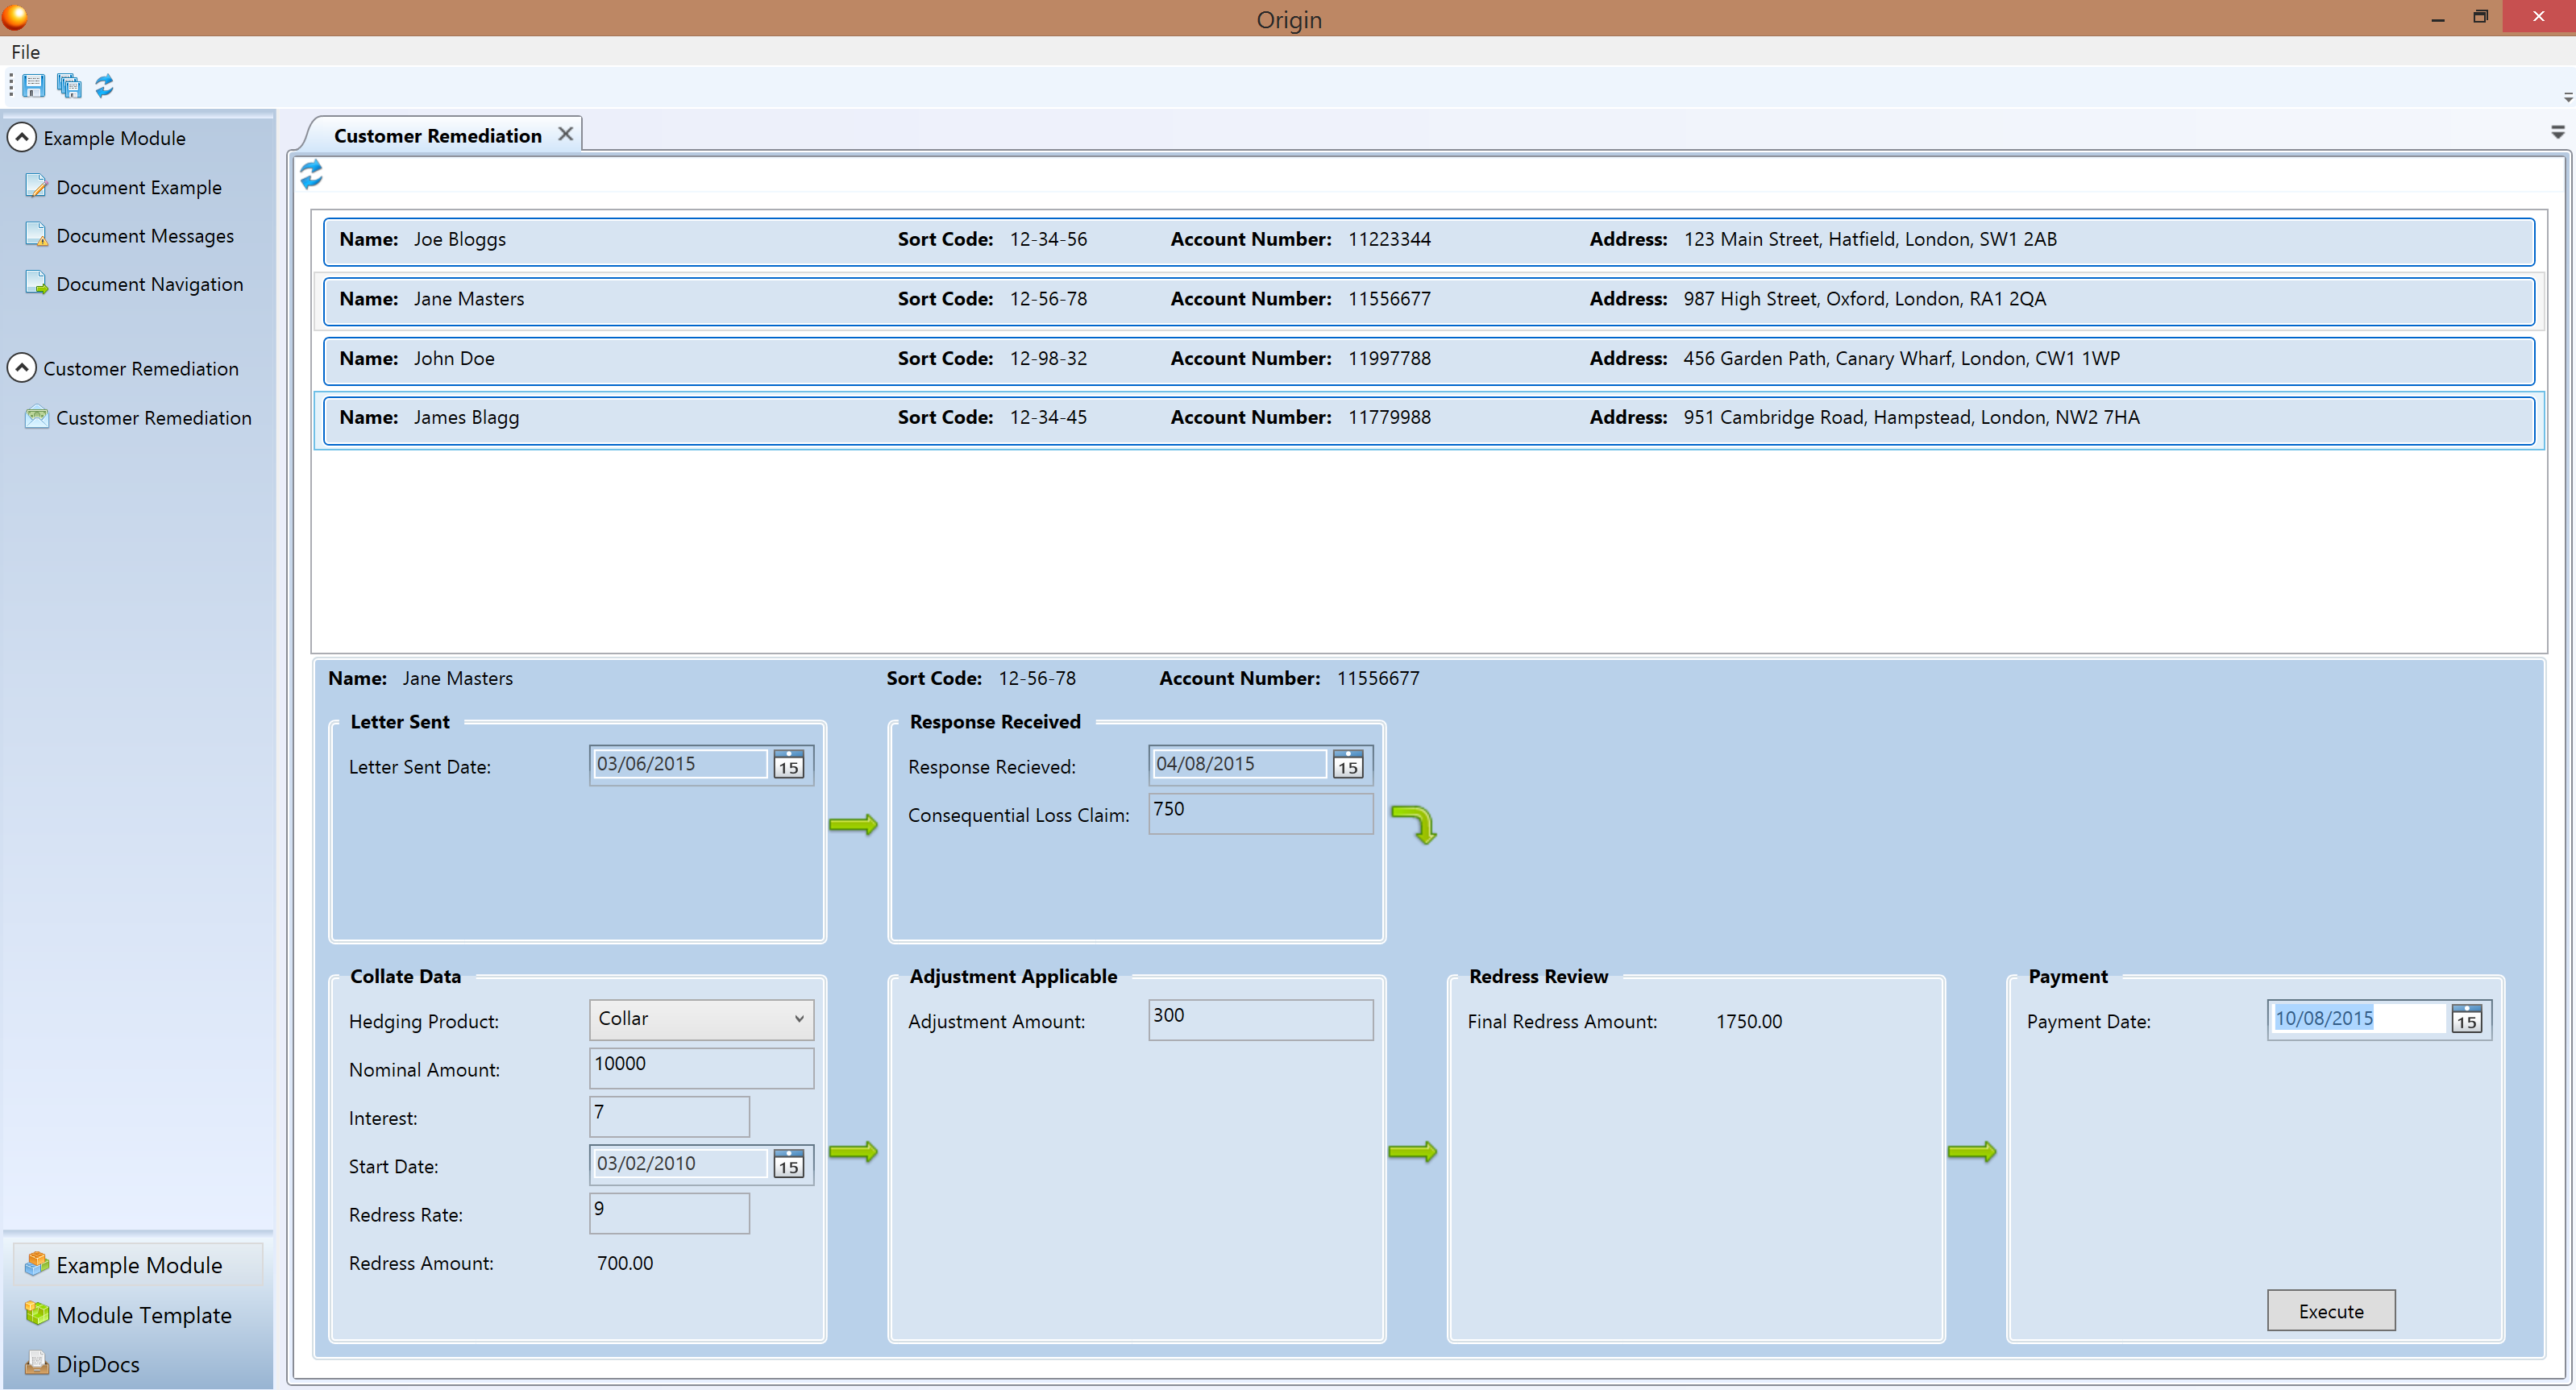 Origin
File
Example Module
Document Example
Document Messages
Document Navigation
Customer Remediation
Customer Remediation
Example Module
Module Template
DipDocs
Customer Remediation
Name: Joe Bloggs Sort Code: 12-34-56 Account Number: 11223344 Address: 123 Main Street, Hatfield, London, SW1 2AB
Name: Jane Masters Sort Code: 12-56-78 Account Number: 11556677 Address: 987 High Street, Oxford, London, RA1 2QA
Name: John Doe Sort Code: 12-98-32 Account Number: 11997788 Address: 456 Garden Path, Canary Wharf, London, CW1 1WP
Name: James Blagg Sort Code: 12-34-45 Account Number: 11779988 Address: 951 Cambridge Road, Hampstead, London, NW2 7HA
Name: Jane Masters Sort Code: 12-56-78 Account Number: 11556677
Letter Sent
Letter Sent Date: 03/06/2015 15
Response Received
Response Recieved: 04/08/2015 15
Consequential Loss Claim: 750
Collate Data
Hedging Product: Collar
Nominal Amount: 10000
Interest: 7
Start Date: 03/02/2010 15
Redress Rate: 9
Redress Amount: 700.00
Adjustment Applicable
Adjustment Amount: 300
Redress Review
Final Redress Amount: 1750.00
Payment
Payment Date: 10/08/2015 15
Execute